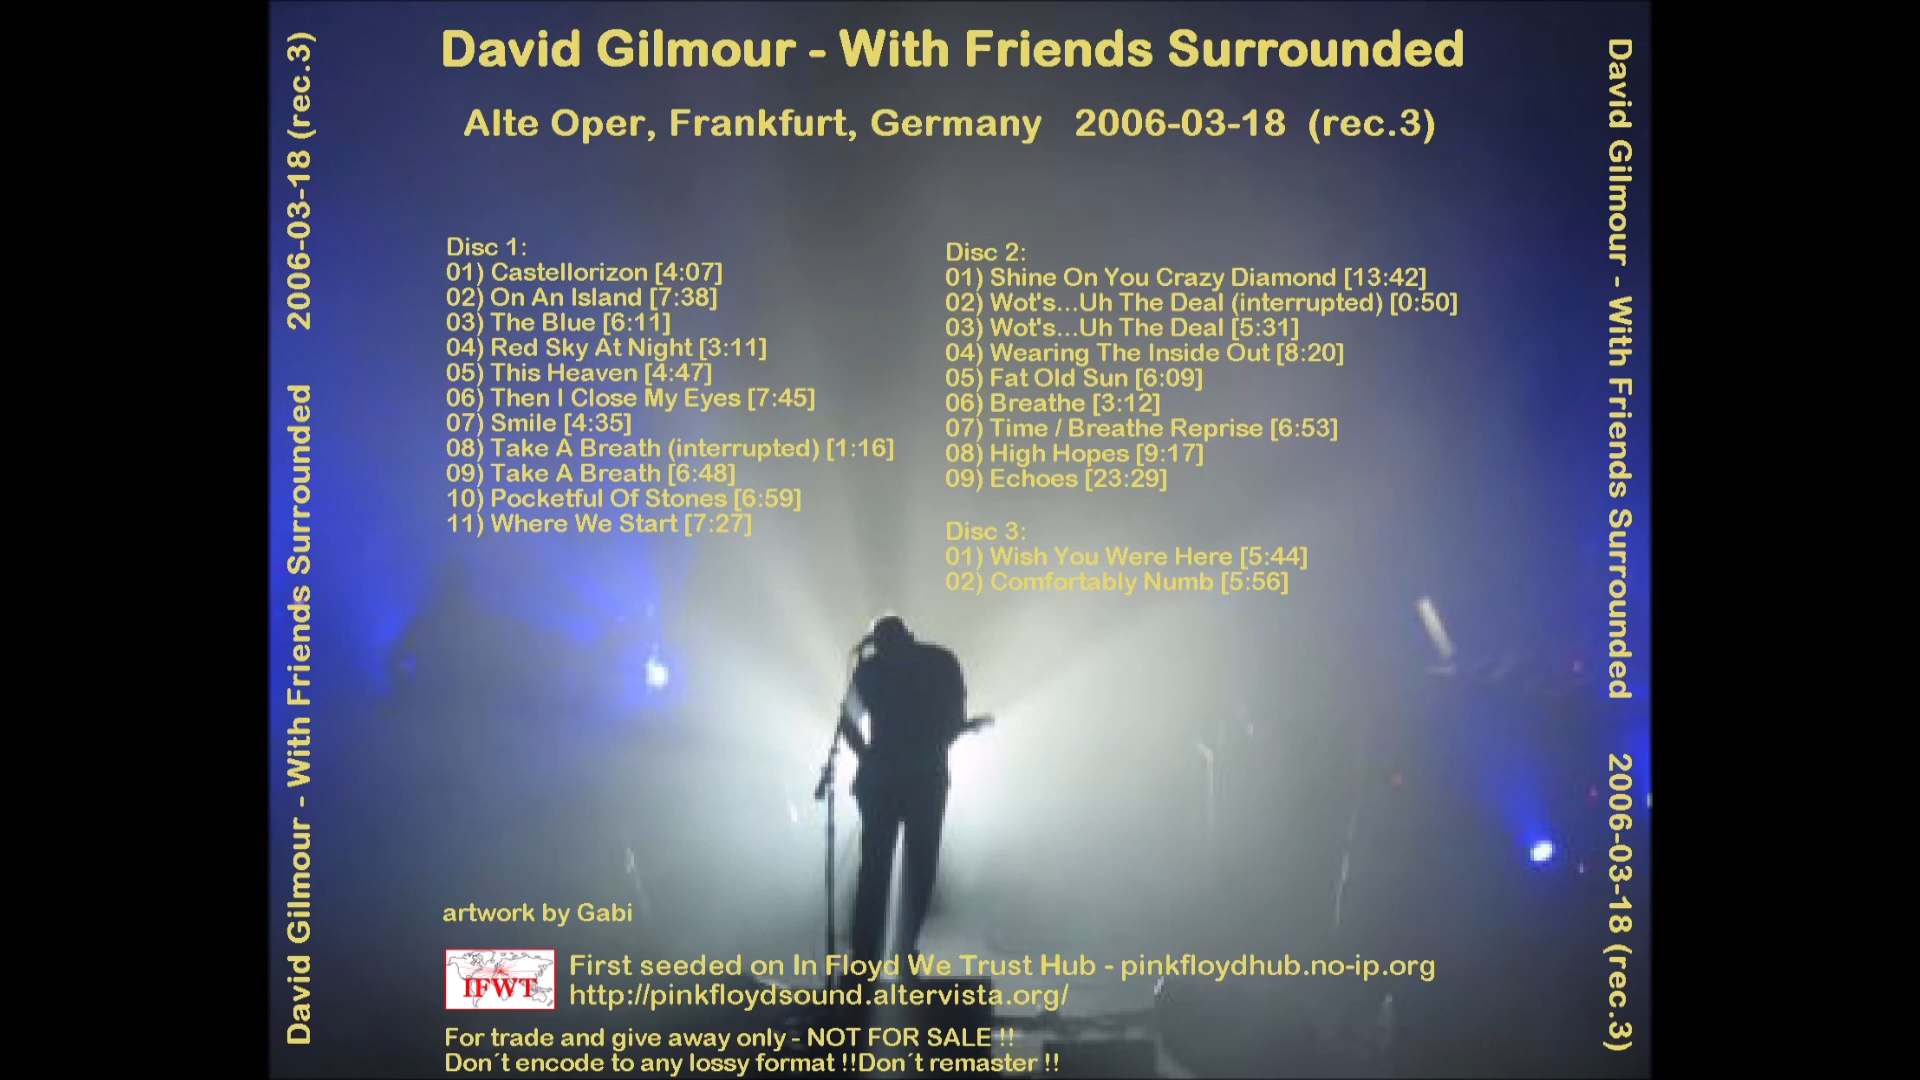 David Gilmour - With Friends Surrounded
Alte Oper, Frankfurt, Germany 2006-03-18 (rec.3)
David Gilmour - With Friends Surrounded 2006-03-18 (rec.3)
Disc 1:
01) Castellorizon [4:07]
02) On An Island [7:38]
03) The Blue [6:11]
04) Red Sky At Night [3:11]
05) This Heaven [4:47]
06) Then I Close My Eyes [7:45]
07) Smile [4:35]
08) Take A Breath (interrupted) [1:16]
09) Take A Breath [6:48]
10) Pocketful Of Stones [6:59]
11) Where We Start [7:27]
Disc 2:
01) Shine On You Crazy Diamond [13:42]
02) Wot's...Uh The Deal (interrupted) [0:50]
03) Wot's...Uh The Deal [5:31]
04) Wearing The Inside Out [8:20]
05) Fat Old Sun [6:09]
06) Breathe [3:12]
07) Time / Breathe Reprise [6:53]
08) High Hopes [9:17]
09) Echoes [23:29]
Disc 3:
01) Wish You Were Here [5:44]
02) Comfortably Numb [5:56]
artwork by Gabi
IFWT
First seeded on In Floyd We Trust Hub - pinkfloydhub.no-ip.org
http://pinkfloydsound.altervista.org/
For trade and give away only - NOT FOR SALE !!
Don´t encode to any lossy format !!Don´t remaster !!
David Gilmour - With Friends Surrounded 2006-03-18 (rec.3)